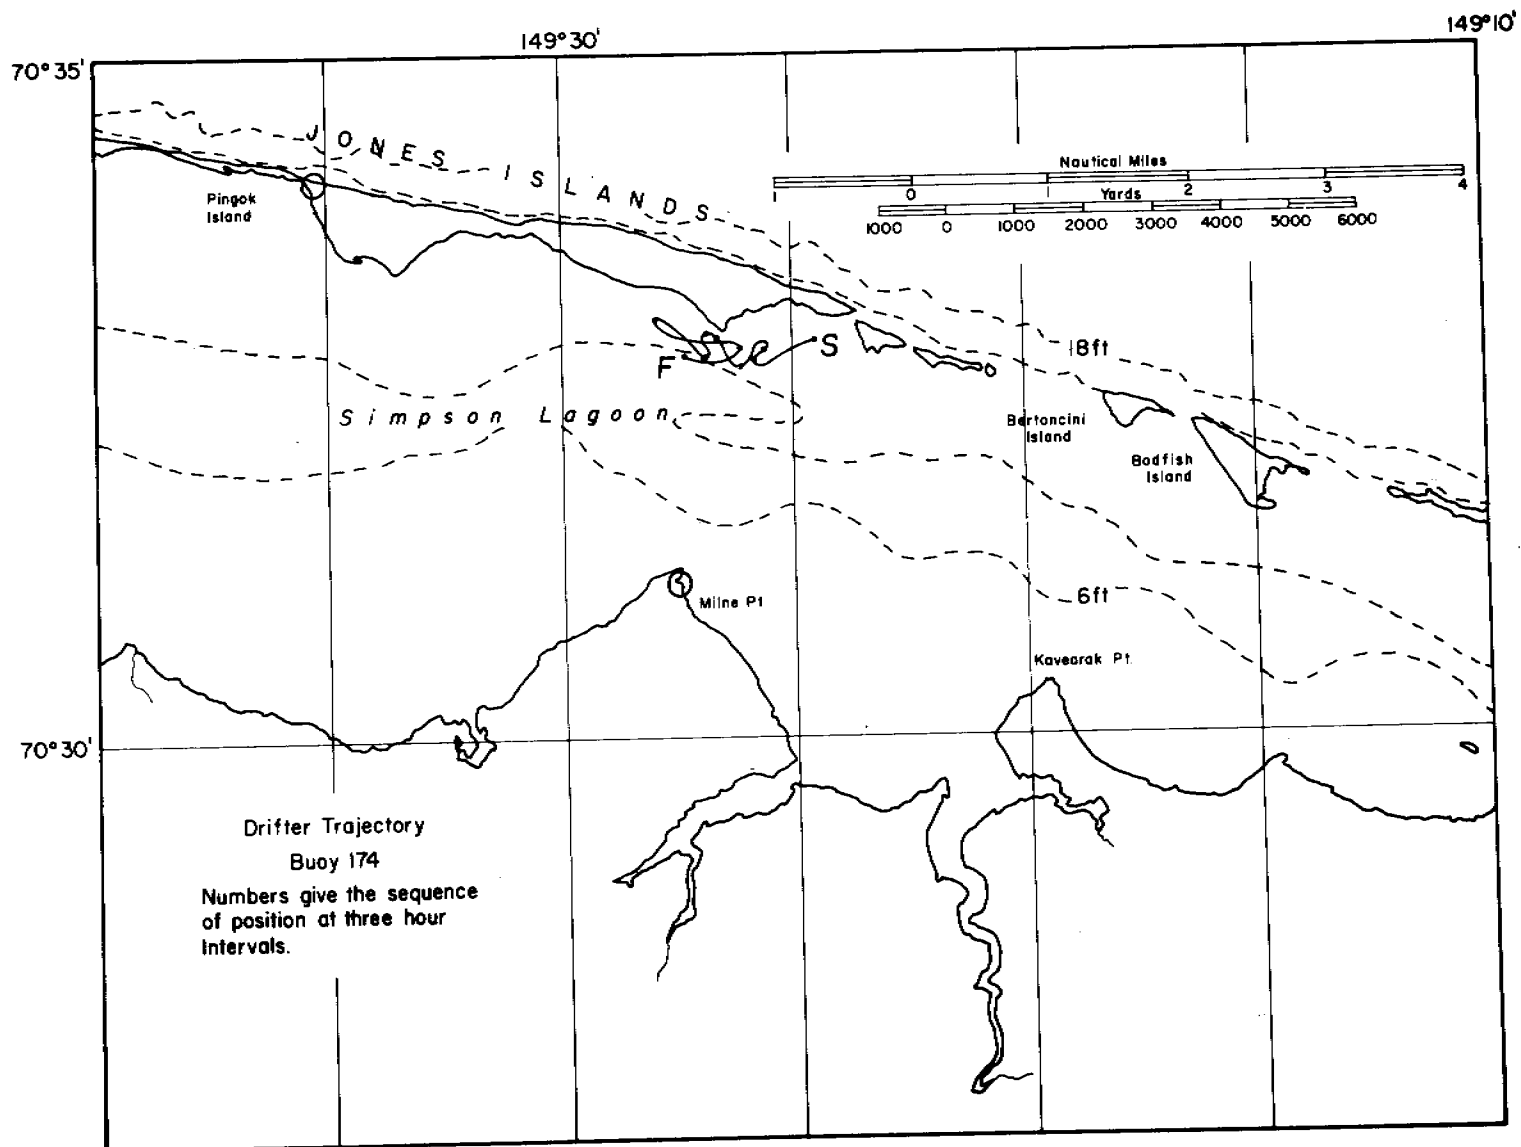 149°30'
149°10'
70°35'
JONES ISLANDS
Nautical Miles
1 0 1 2 3 4
Yards
1000 0 1000 2000 3000 4000 5000 6000
Pingok
Island
S
F
18ft
Simpson Lagoon
Bertoncini
Island
Bodfish
Island
6ft
Milne Pt
Kavearak Pt.
70°30'
Drifter Trajectory
Buoy 174
Numbers give the sequence
of position at three hour
Intervals.